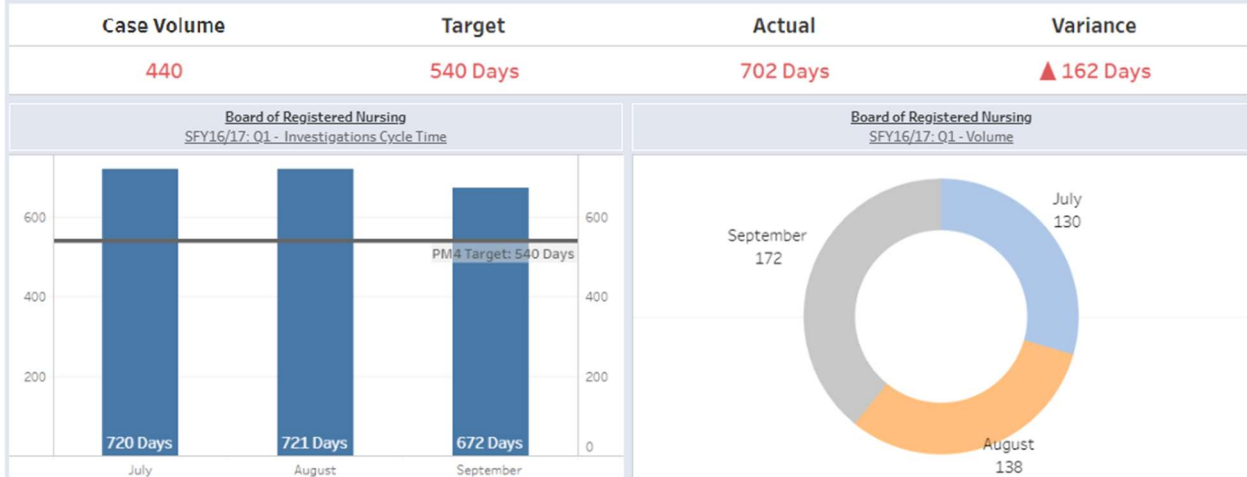 Case Volume Target Actual Variance
440 540 Days 702 Days ▲ 162 Days
Board of Registered Nursing
SFY16/17: Q1 - Investigations Cycle Time
600 600
PM4 Target: 540 Days
400 400
200 200
720 Days 721 Days 672 Days 0
July August September
Board of Registered Nursing
SFY16/17: Q1 - Volume
July
130
September
172
August
138